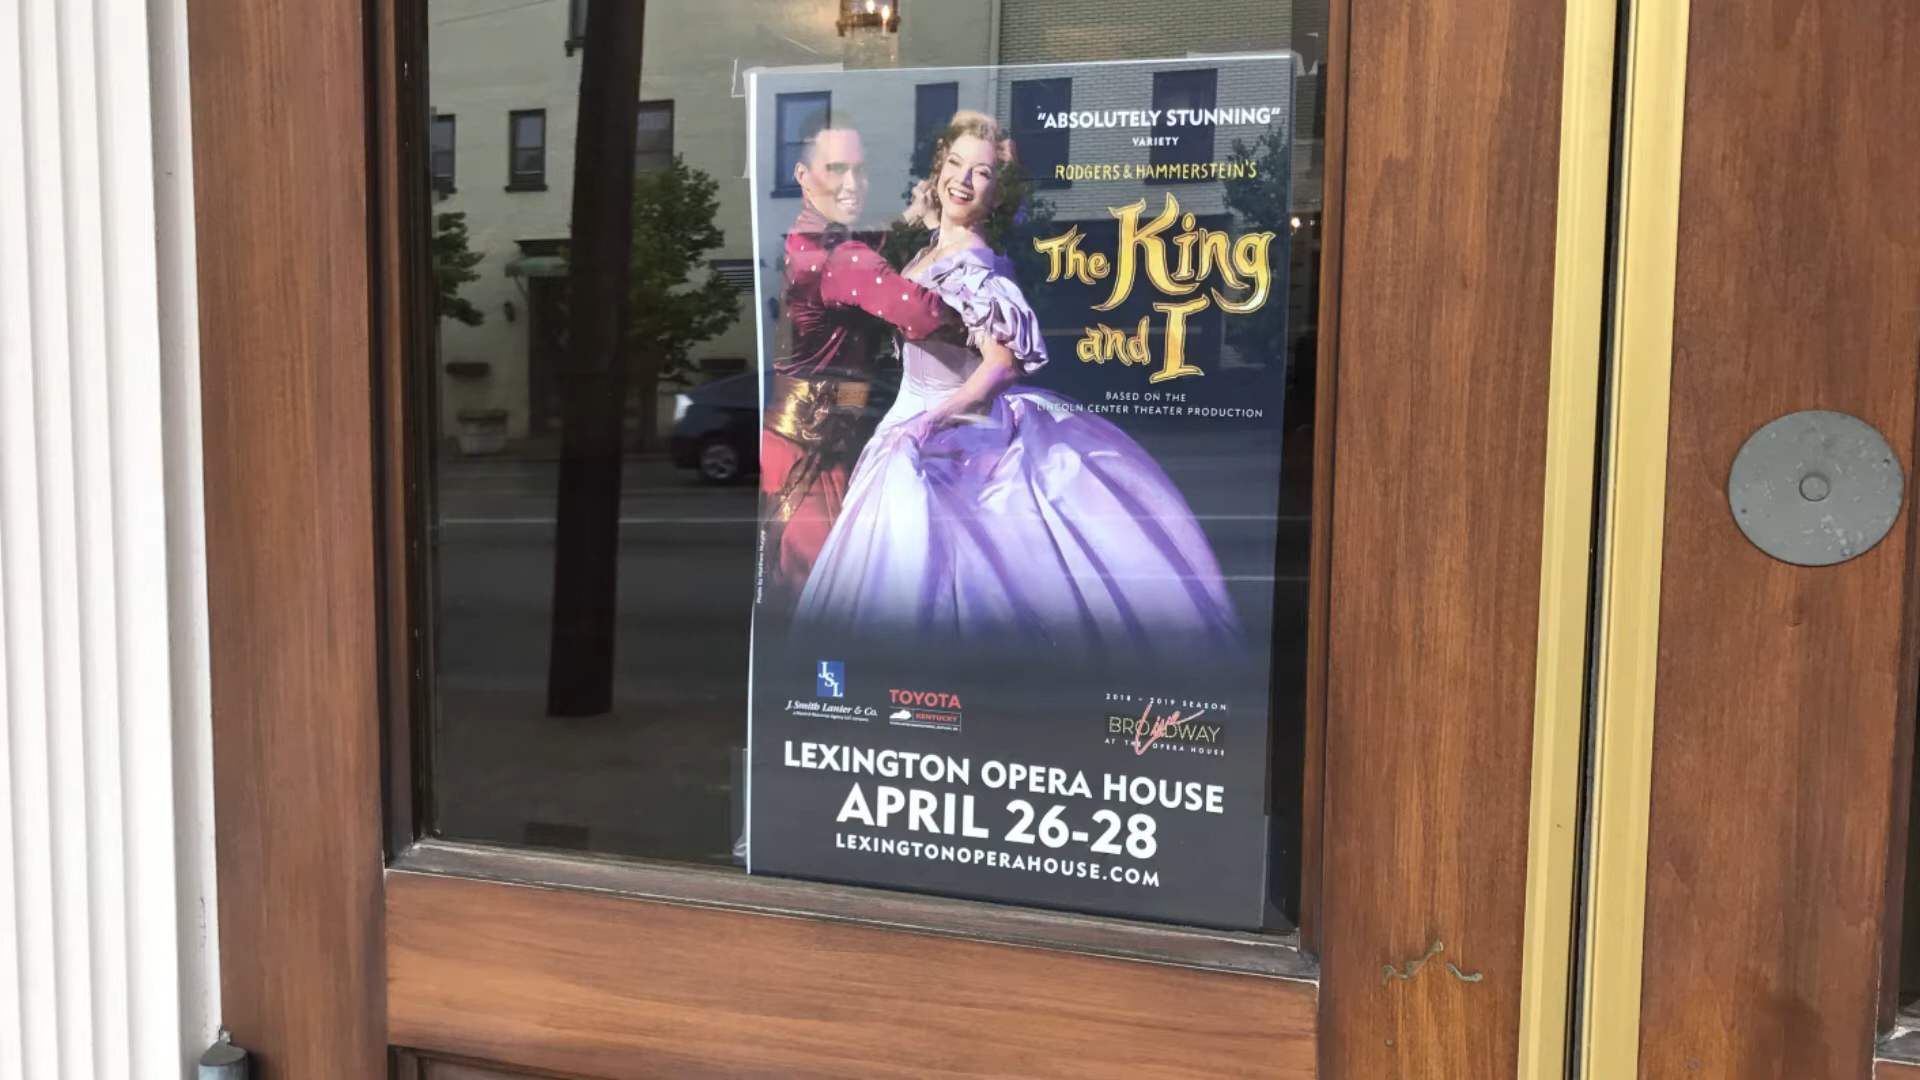 "ABSOLUTELY STUNNING"
VARIETY
RODGERS & HAMMERSTEIN'S
The King
and I
BASED ON THE
LINCOLN CENTER THEATER PRODUCTION
JSL
J. Smith Lanier & Co.
TOYOTA
KENTUCKY
2018 - 2019 SEASON
BROADWAY
Live
AT THE OPERA HOUSE
LEXINGTON OPERA HOUSE
APRIL 26-28
LEXINGTONOPERAHOUSE.COM